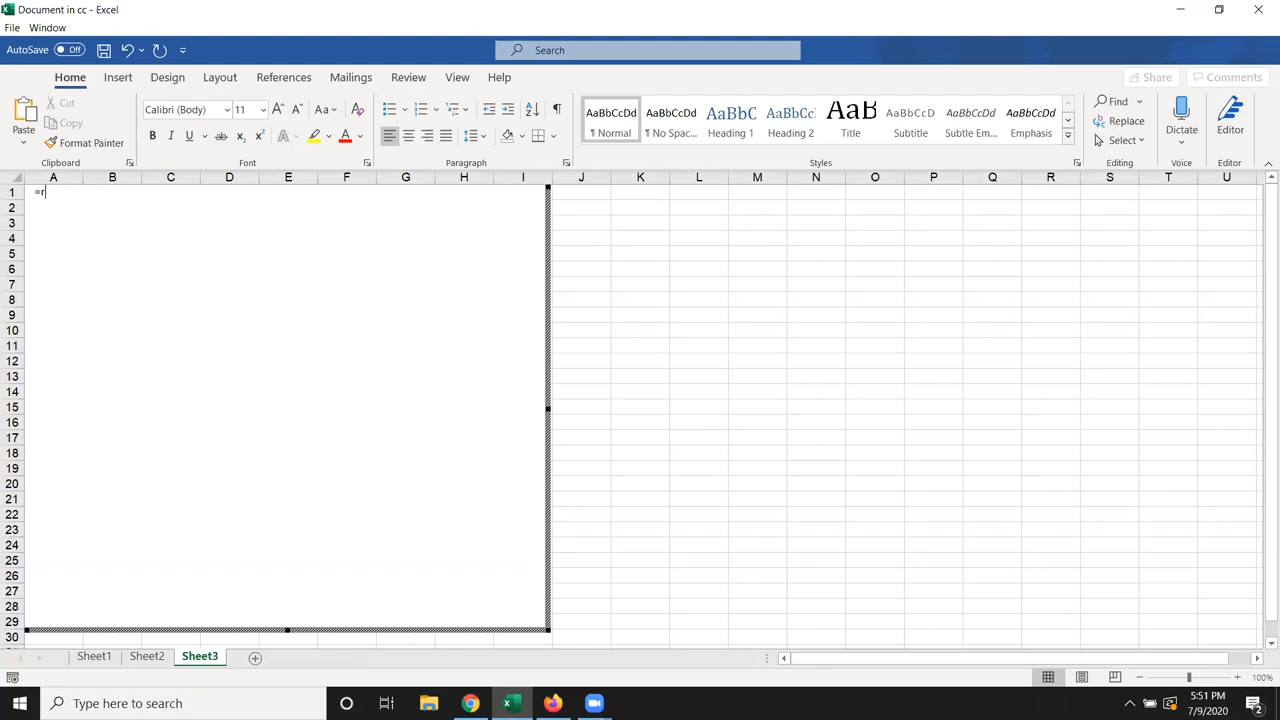 Document in cc - Excel
File Window
AutoSave Off Search
Home Insert Design Layout References Mailings Review View Help Share Comments
Paste Cut Copy Format Painter
Calibri (Body) 11 Aa
AaBbCcDd AaBbCcDd AaBbC AaBbCcI AaB AaBbCcD AaBbCcDd AaBbCcDd
¶ Normal ¶ No Spac... Heading 1 Heading 2 Title Subtitle Subtle Em... Emphasis
Find Replace Select Dictate Editor
Clipboard Font Paragraph Styles Editing Voice Editor
A B C D E F G H I J K L M N O P Q R S T U
1 =r
2
3
4
5
6
7
8
9
10
11
12
13
14
15
16
17
18
19
20
21
22
23
24
25
26
27
28
29
30
Sheet1 Sheet2 Sheet3
100%
Type here to search
5:51 PM
7/9/2020
2